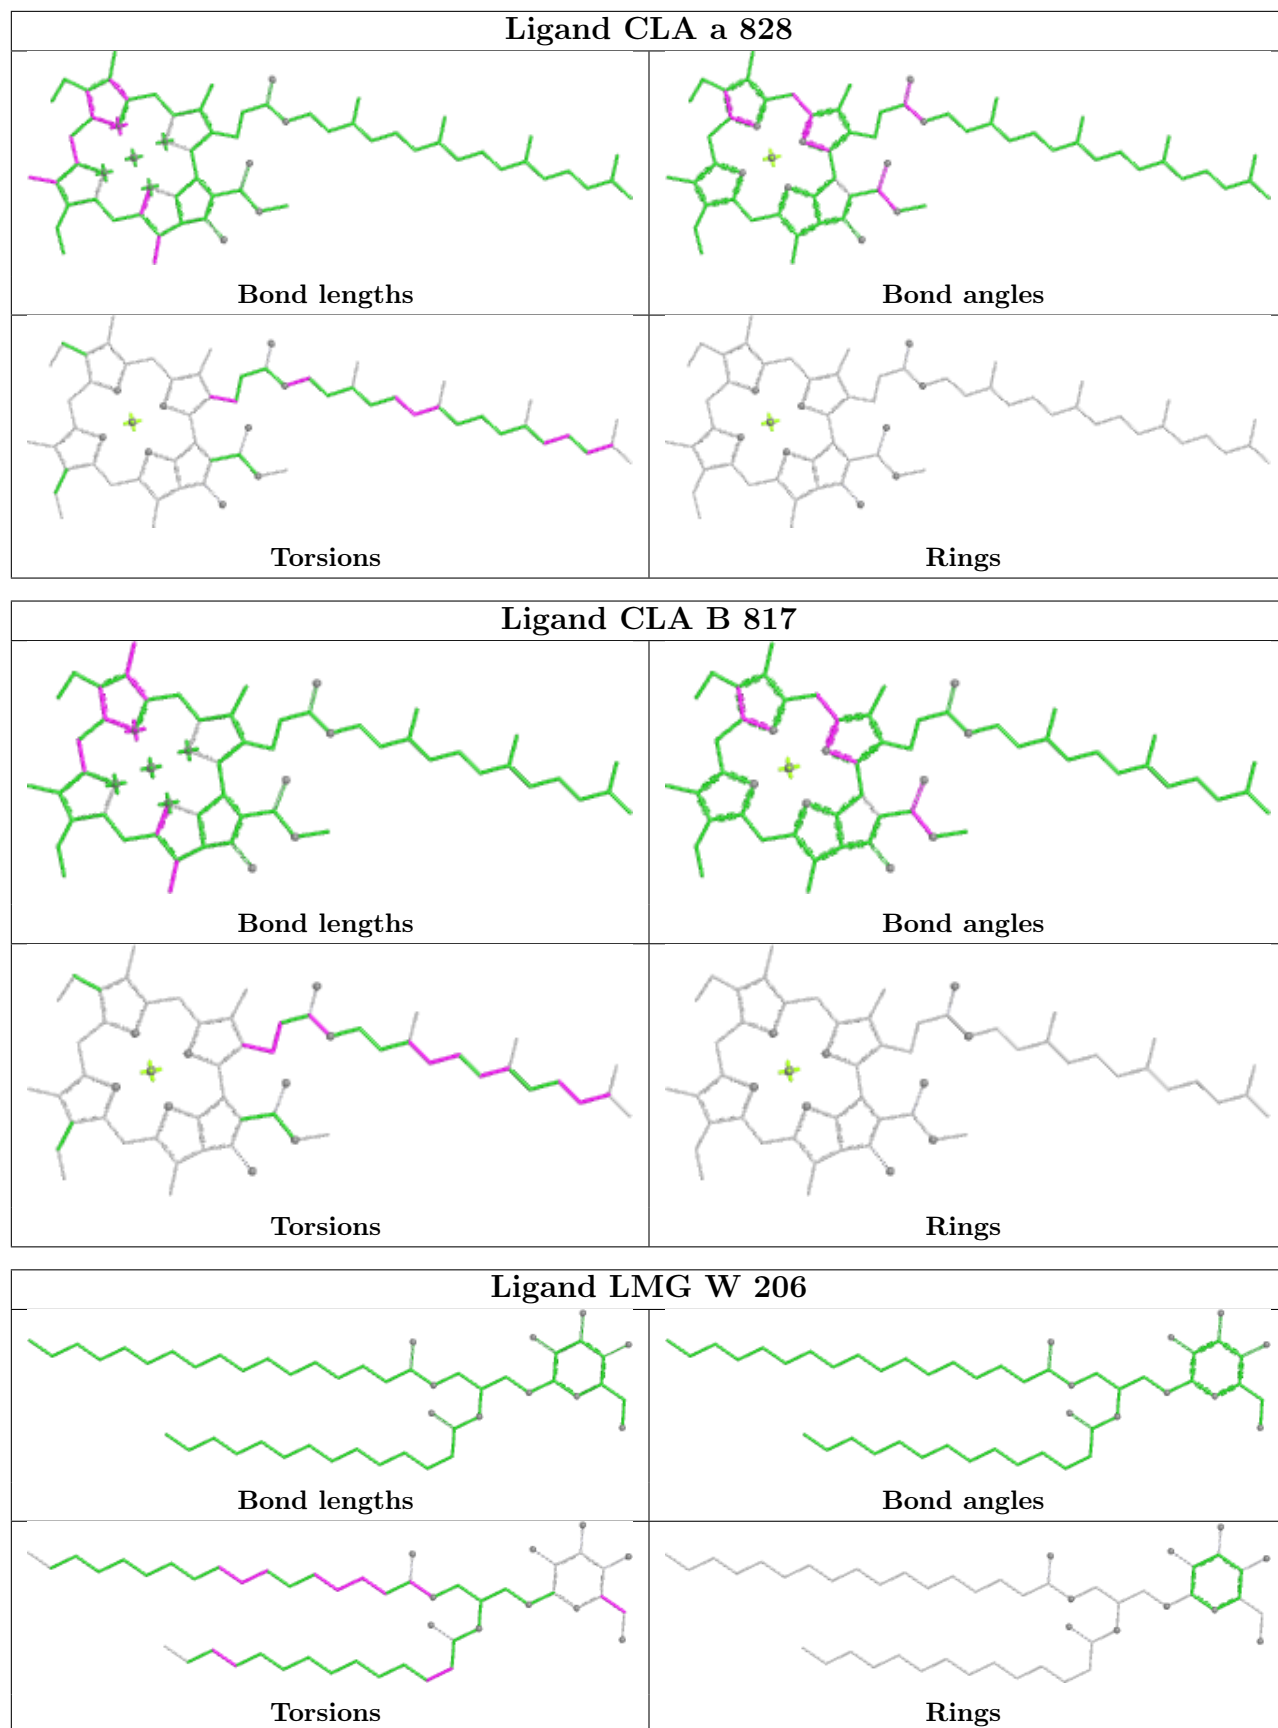 Ligand CLA a 828
Bond lengths
Bond angles
Torsions
Rings
Ligand CLA B 817
Bond lengths
Bond angles
Torsions
Rings
Ligand LMG W 206
Bond lengths
Bond angles
Torsions
Rings